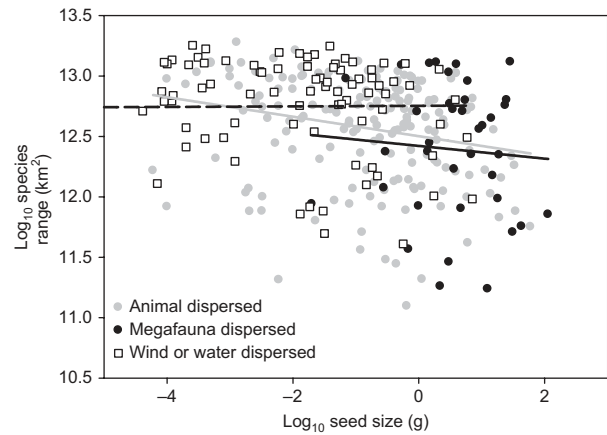 13.5
13.0
12.5
12.0
11.5
11.0
10.5
Log₁₀ species
range (km²)
Animal dispersed
Megafauna dispersed
Wind or water dispersed
–4 –2 0 2
Log₁₀ seed size (g)